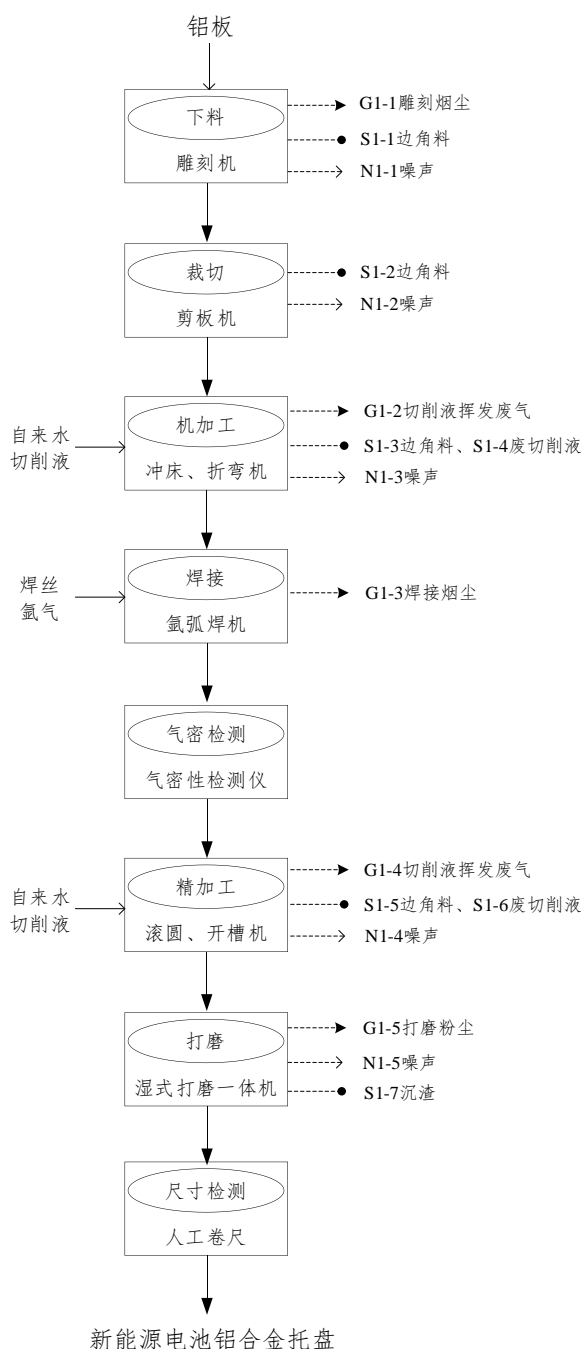 铝板
下料
雕刻机
G1-1雕刻烟尘
S1-1边角料
N1-1噪声
裁切
剪板机
S1-2边角料
N1-2噪声
自来水
切削液
机加工
冲床、折弯机
G1-2切削液挥发废气
S1-3边角料、S1-4废切削液
N1-3噪声
焊丝
氩气
焊接
氩弧焊机
G1-3焊接烟尘
气密检测
气密性检测仪
自来水
切削液
精加工
滚圆、开槽机
G1-4切削液挥发废气
S1-5边角料、S1-6废切削液
N1-4噪声
打磨
湿式打磨一体机
G1-5打磨粉尘
N1-5噪声
S1-7沉渣
尺寸检测
人工卷尺
新能源电池铝合金托盘